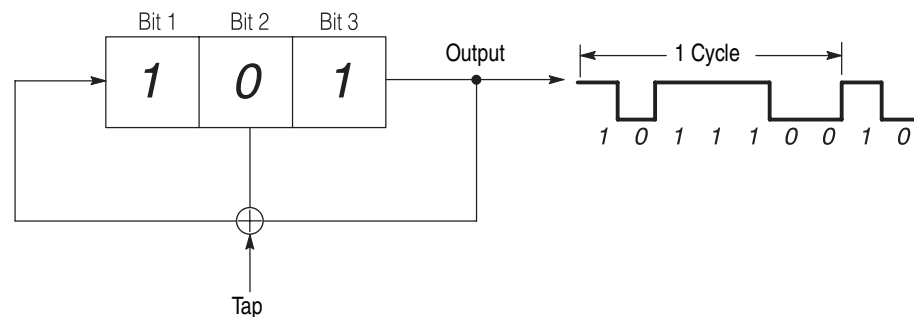 Bit 1 Bit 2 Bit 3
1 0 1
Output
1 Cycle
1 0 1 1 1 0 0 1 0
Tap